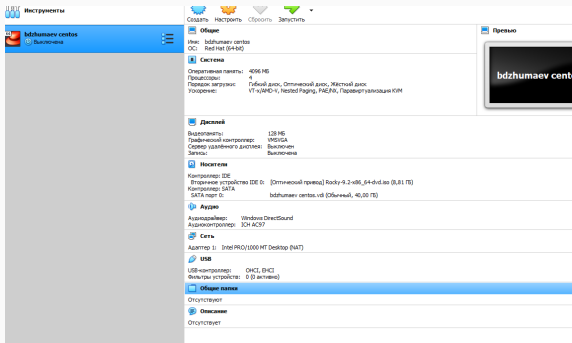 Инструменты
bdzhumaev centos
Выключена
Создать Настроить Сбросить Запустить
Общие
Имя: bdzhumaev centos
ОС: Red Hat (64-bit)
Система
Оперативная память: 4096 МБ
Процессоры: 4
Порядок загрузки: Гибкий диск, Оптический диск, Жёсткий диск
Ускорение: VT-x/AMD-V, Nested Paging, PAE/NX, Паравиртуализация KVM
Дисплей
Видеопамять: 128 МБ
Графический контроллер: VMSVGA
Сервер удалённого дисплея: Выключен
Запись: Выключена
Носители
Контроллер: IDE
Вторичное устройство IDE 0: [Оптический привод] Rocky-9.2-x86_64-dvd.iso (8,81 ГБ)
Контроллер: SATA
SATA порт 0: bdzhumaev centos.vdi (Обычный, 40,00 ГБ)
Аудио
Аудиодрайвер: Windows DirectSound
Аудиоконтроллер: ICH AC97
Сеть
Адаптер 1: Intel PRO/1000 MT Desktop (NAT)
USB
USB-контроллер: OHCI, EHCI
Фильтры устройств: 0 (0 активно)
Общие папки
Отсутствуют
Описание
Отсутствует
Превью
bdzhumaev cent